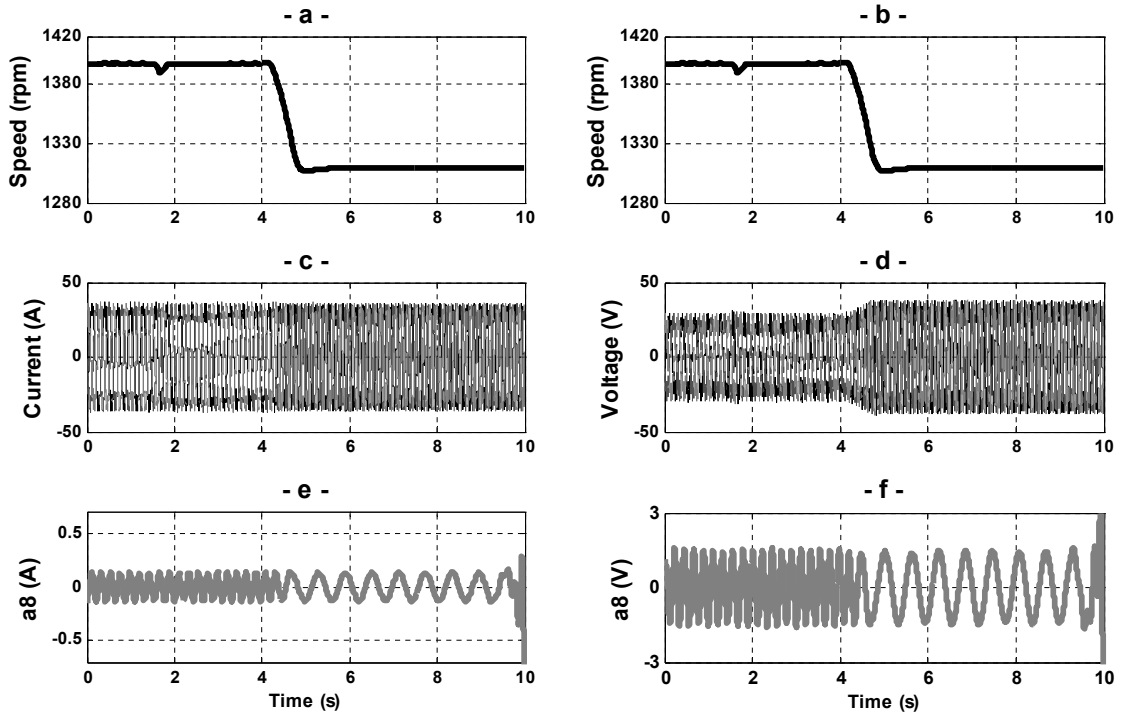 - a -
1420
1380
1330
1280
Speed (rpm)
0 2 4 6 8 10
- b -
1420
1380
1330
1280
Speed (rpm)
0 2 4 6 8 10
- c -
50
0
-50
Current (A)
0 2 4 6 8 10
- d -
50
0
-50
Voltage (V)
0 2 4 6 8 10
- e -
0.5
0
-0.5
a8 (A)
0 2 4 6 8 10
Time (s)
- f -
3
0
-3
a8 (V)
0 2 4 6 8 10
Time (s)